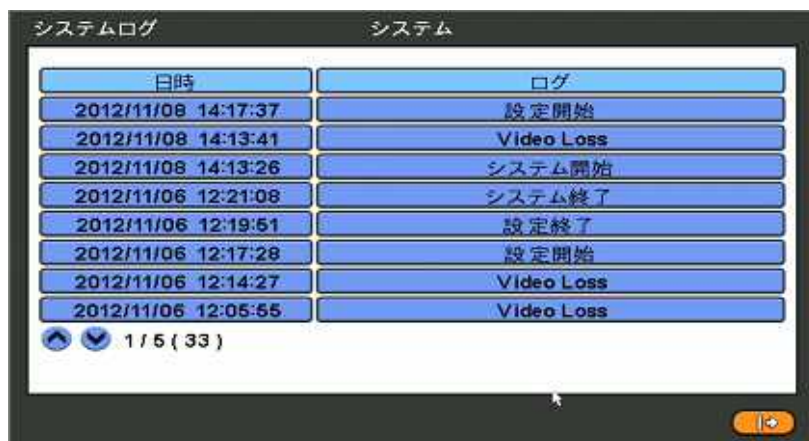 システムログ システム
日時 ログ
2012/11/08 14:17:37 設定開始
2012/11/08 14:13:41 Video Loss
2012/11/08 14:13:26 システム開始
2012/11/06 12:21:08 システム終了
2012/11/06 12:19:51 設定終了
2012/11/06 12:17:28 設定開始
2012/11/06 12:14:27 Video Loss
2012/11/06 12:05:55 Video Loss
1 / 5 ( 33 )